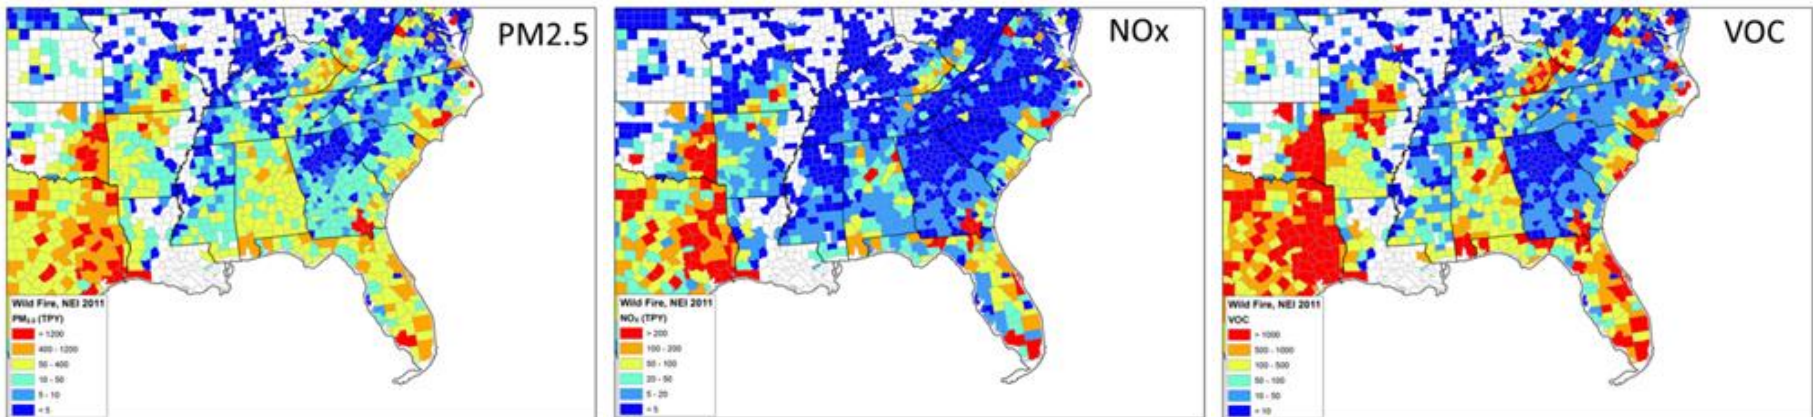 PM2.5
Wild Fire, NEI 2011
PM2.5 (TPY)
> 1200
400 - 1200
50 - 400
10 - 50
5 - 10
< 5
NOx
Wild Fire, NEI 2011
NOx (TPY)
> 200
100 - 200
50 - 100
20 - 50
5 - 20
< 5
VOC
Wild Fire, NEI 2011
VOC
> 1000
500 - 1000
100 - 500
50 - 100
10 - 50
< 10